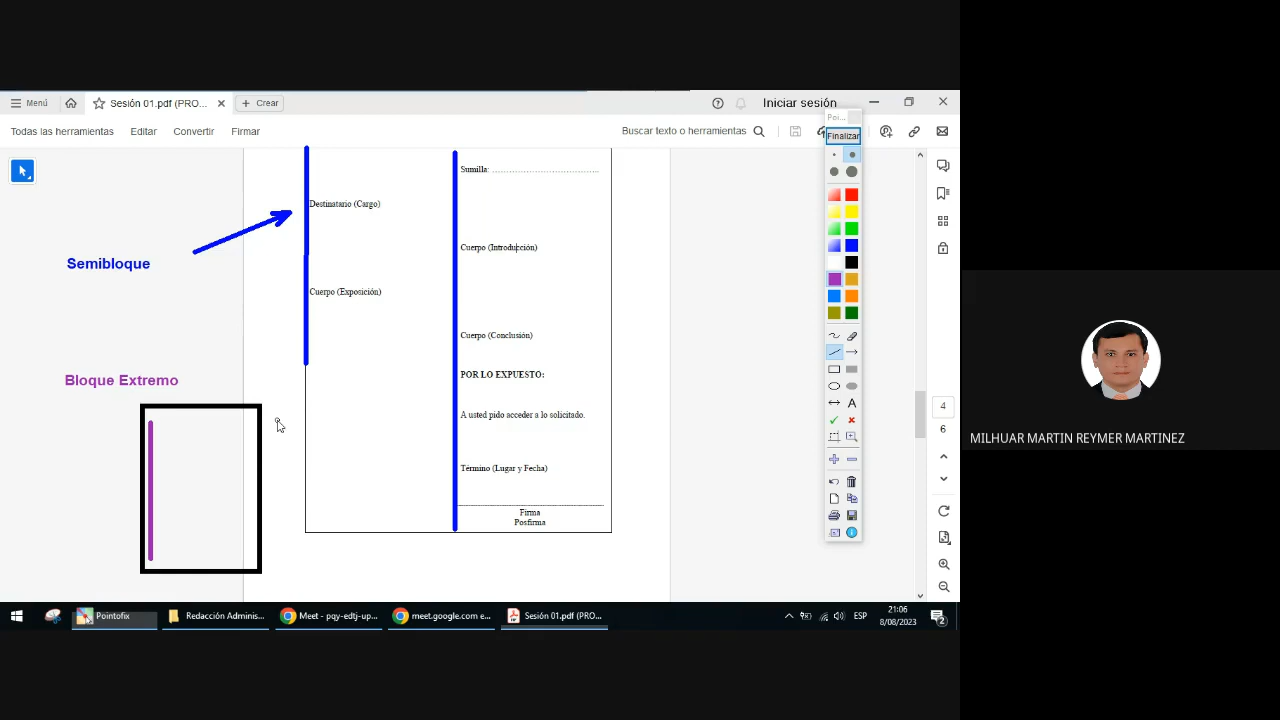 Menú
Sesión 01.pdf (PRO...
Crear
Iniciar sesión
Todas las herramientas
Editar
Convertir
Firmar
Buscar texto o herramientas
Poi...
Finalizar
Sumilla: ................................................
Destinatario (Cargo)
Cuerpo (Introducción)
Semibloque
Cuerpo (Exposición)
Cuerpo (Conclusión)
POR LO EXPUESTO:
Bloque Extremo
A usted pido acceder a lo solicitado.
4
6
MILHUAR MARTIN REYMER MARTINEZ
Término (Lugar y Fecha)
Firma
Posfirma
Pointofix
Redacción Adminis...
Meet - pqy-edtj-up...
meet.google.com e...
Sesión 01.pdf (PRO...
ESP
21:06
8/08/2023
2